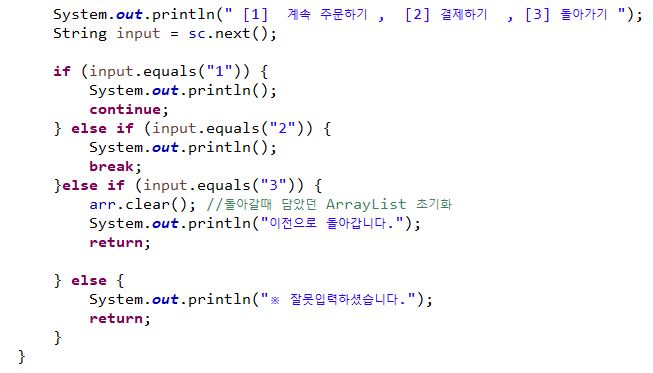 System.out.println(" [1]  계속 주문하기 ,  [2] 결제하기  , [3] 돌아가기 ");
String input = sc.next();
if (input.equals("1")) {
System.out.println();
continue;
} else if (input.equals("2")) {
System.out.println();
break;
}else if (input.equals("3")) {
arr.clear(); //돌아갈때 담았던 ArrayList 초기화
System.out.println("이전으로 돌아갑니다.");
return;
} else {
System.out.println("※ 잘못입력하셨습니다.");
return;
}
}